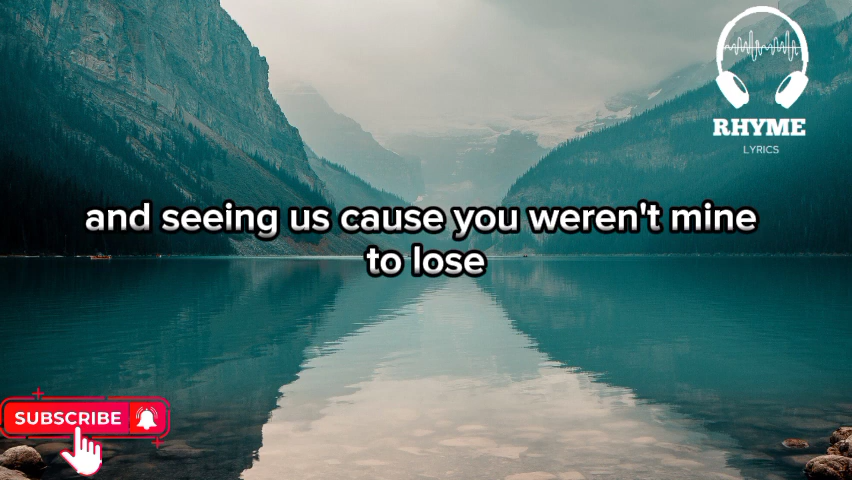 RHYME
LYRICS
and seeing us cause you weren't mine
to lose
SUBSCRIBE